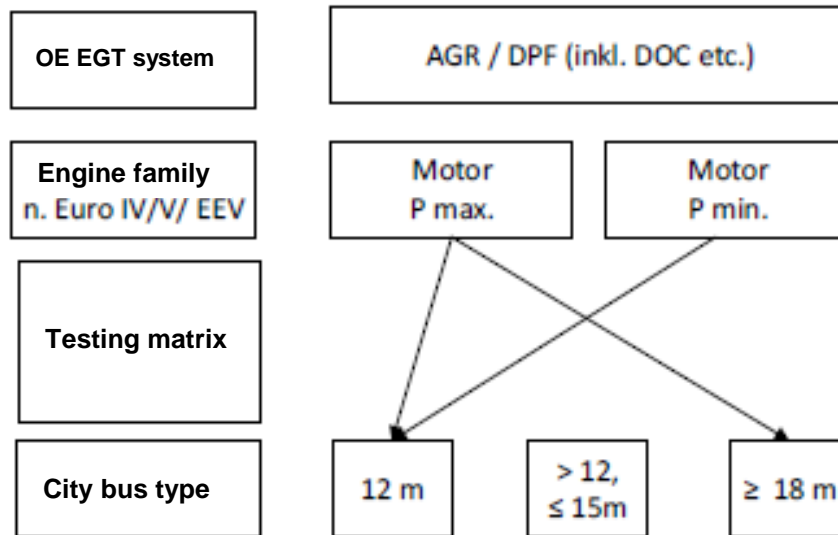 OE EGT system
AGR / DPF (inkl. DOC etc.)
Engine family
n. Euro IV/V/ EEV
Motor
P max.
Motor
P min.
Testing matrix
City bus type
12 m
> 12,
≤ 15m
≥ 18 m